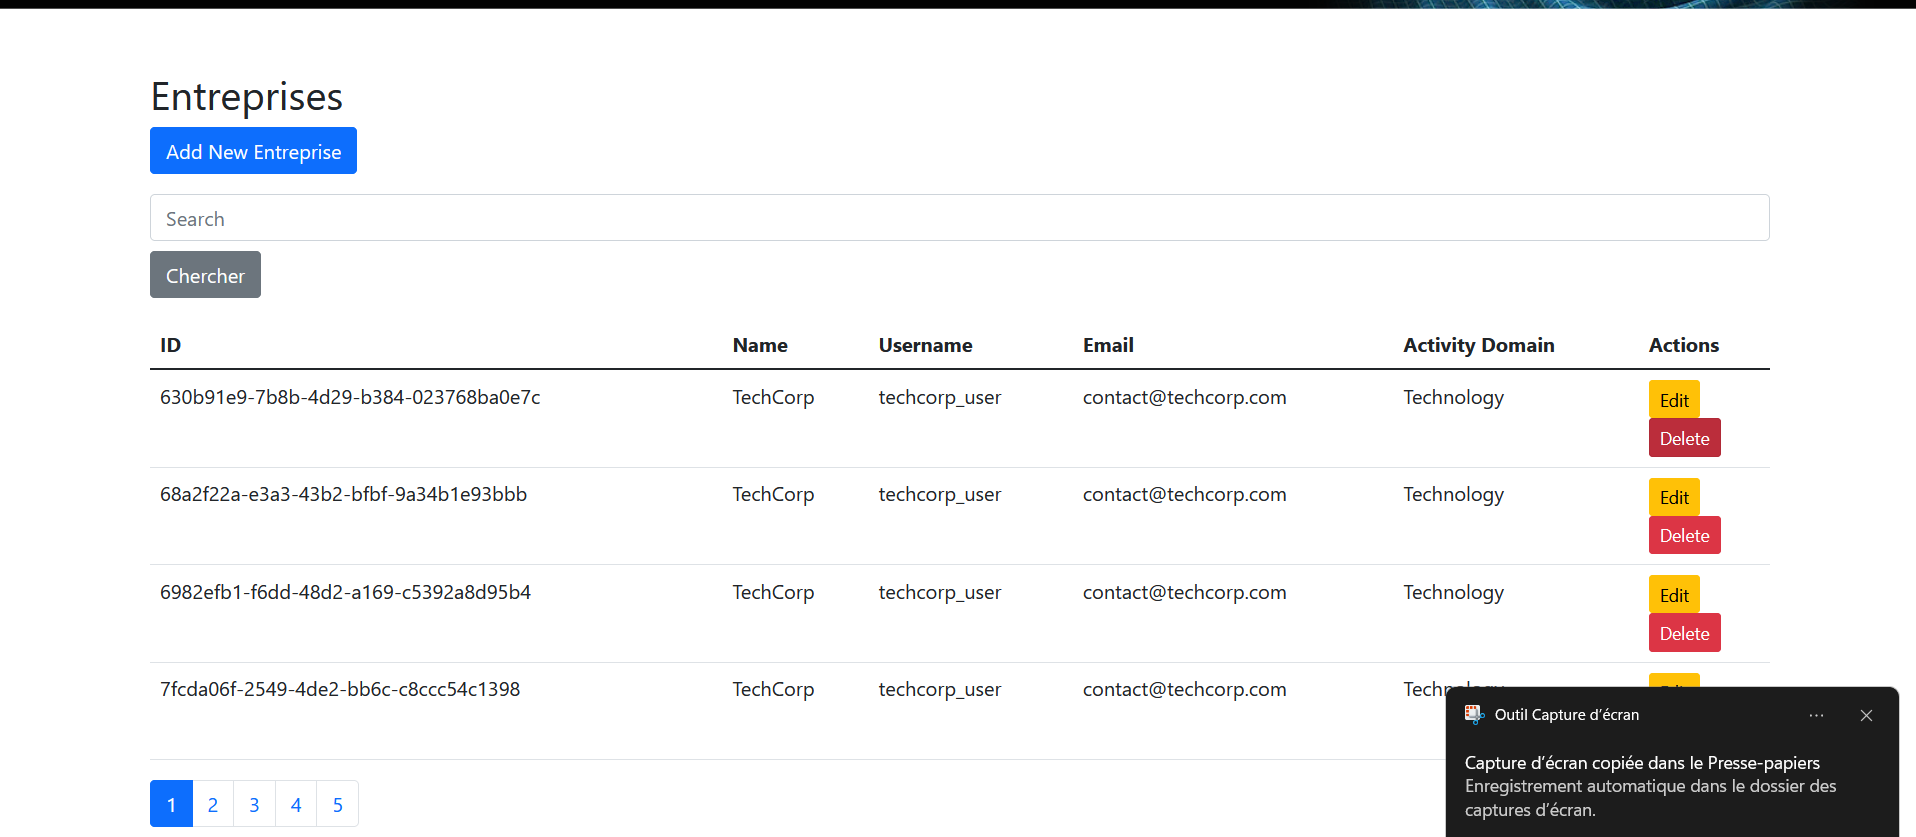 Entreprises
Add New Entreprise
Search
Chercher
ID Name Username Email Activity Domain Actions
630b91e9-7b8b-4d29-b384-023768ba0e7c TechCorp techcorp_user contact@techcorp.com Technology Edit
Delete
68a2f22a-e3a3-43b2-bfbf-9a34b1e93bbb TechCorp techcorp_user contact@techcorp.com Technology Edit
Delete
6982efb1-f6dd-48d2-a169-c5392a8d95b4 TechCorp techcorp_user contact@techcorp.com Technology Edit
Delete
7fcda06f-2549-4de2-bb6c-c8ccc54c1398 TechCorp techcorp_user contact@techcorp.com Technology
Outil Capture d’écran
Capture d’écran copiée dans le Presse-papiers
Enregistrement automatique dans le dossier des
captures d’écran.
1 2 3 4 5